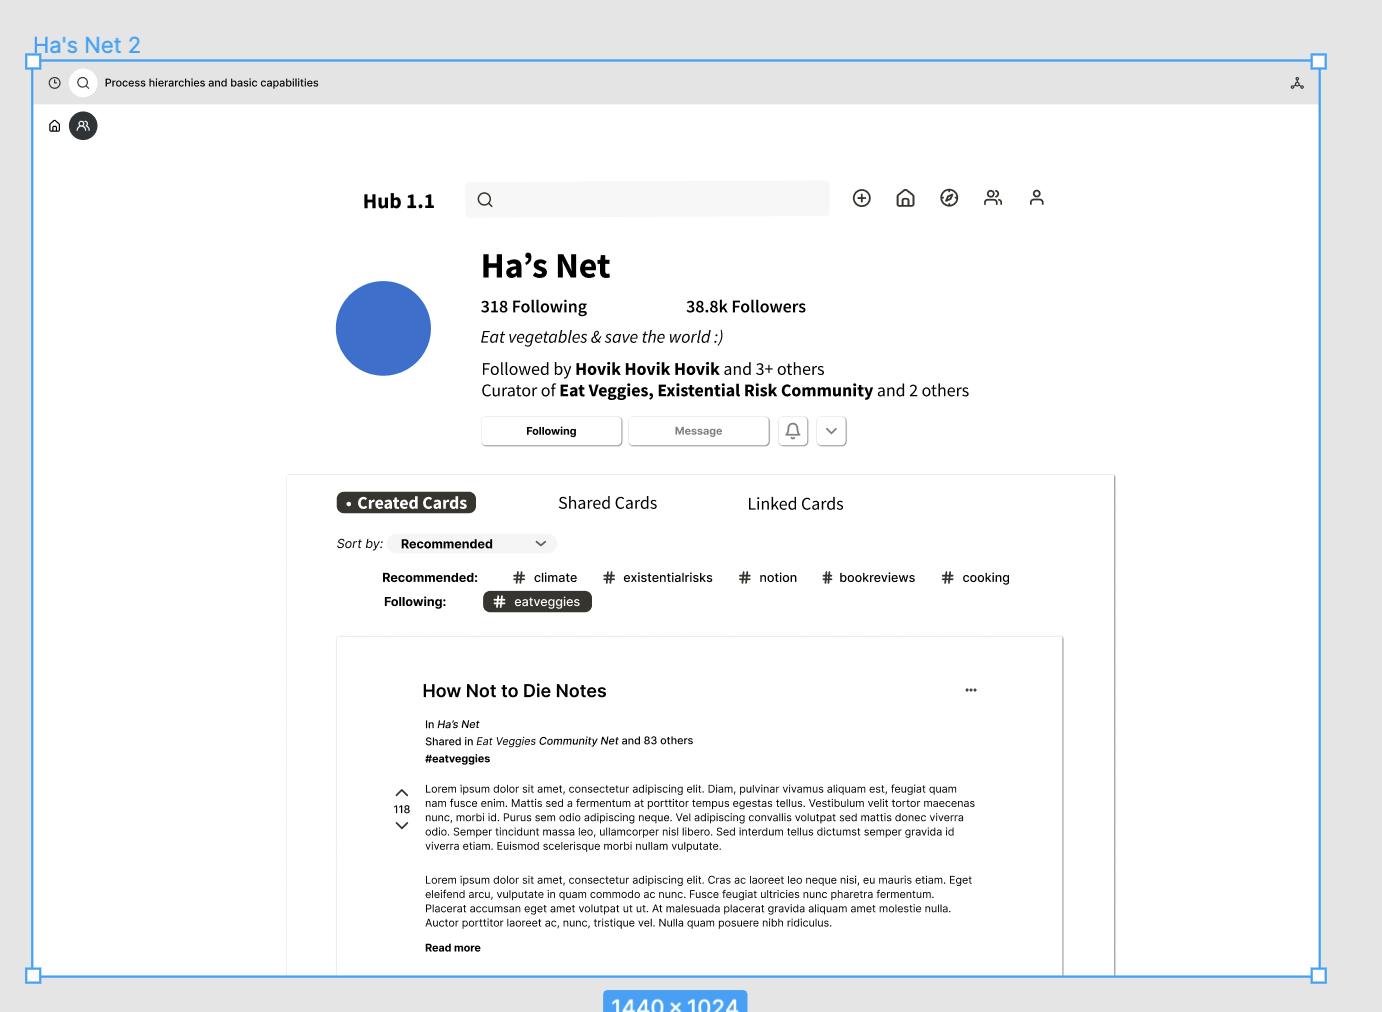 Ha's Net 2
Process hierarchies and basic capabilities
Hub 1.1
Ha’s Net
318 Following 38.8k Followers
Eat vegetables & save the world :)
Followed by Hovik Hovik Hovik and 3+ others
Curator of Eat Veggies, Existential Risk Community and 2 others
Following Message
• Created Cards Shared Cards Linked Cards
Sort by: Recommended
Recommended: # climate # existentialrisks # notion # bookreviews # cooking
Following: # eatveggies
How Not to Die Notes
In Ha’s Net
Shared in Eat Veggies Community Net and 83 others
#eatveggies
118
Lorem ipsum dolor sit amet, consectetur adipiscing elit. Diam, pulvinar vivamus aliquam est, feugiat quam
nam fusce enim. Mattis sed a fermentum at porttitor tempus egestas tellus. Vestibulum velit tortor maecenas
nunc, morbi id. Purus sem odio adipiscing neque. Vel adipiscing convallis volutpat sed mattis donec viverra
odio. Semper tincidunt massa leo, ullamcorper nisl libero. Sed interdum tellus dictumst semper gravida id
viverra etiam. Euismod scelerisque morbi nullam vulputate.
Lorem ipsum dolor sit amet, consectetur adipiscing elit. Cras ac laoreet leo neque nisi, eu mauris etiam. Eget
eleifend arcu, vulputate in quam commodo ac nunc. Fusce feugiat ultricies nunc pharetra fermentum.
Placerat accumsan eget amet volutpat ut ut. At malesuada placerat gravida aliquam amet molestie nulla.
Auctor porttitor laoreet ac, nunc, tristique vel. Nulla quam posuere nibh ridiculus.
Read more
1440 × 1024